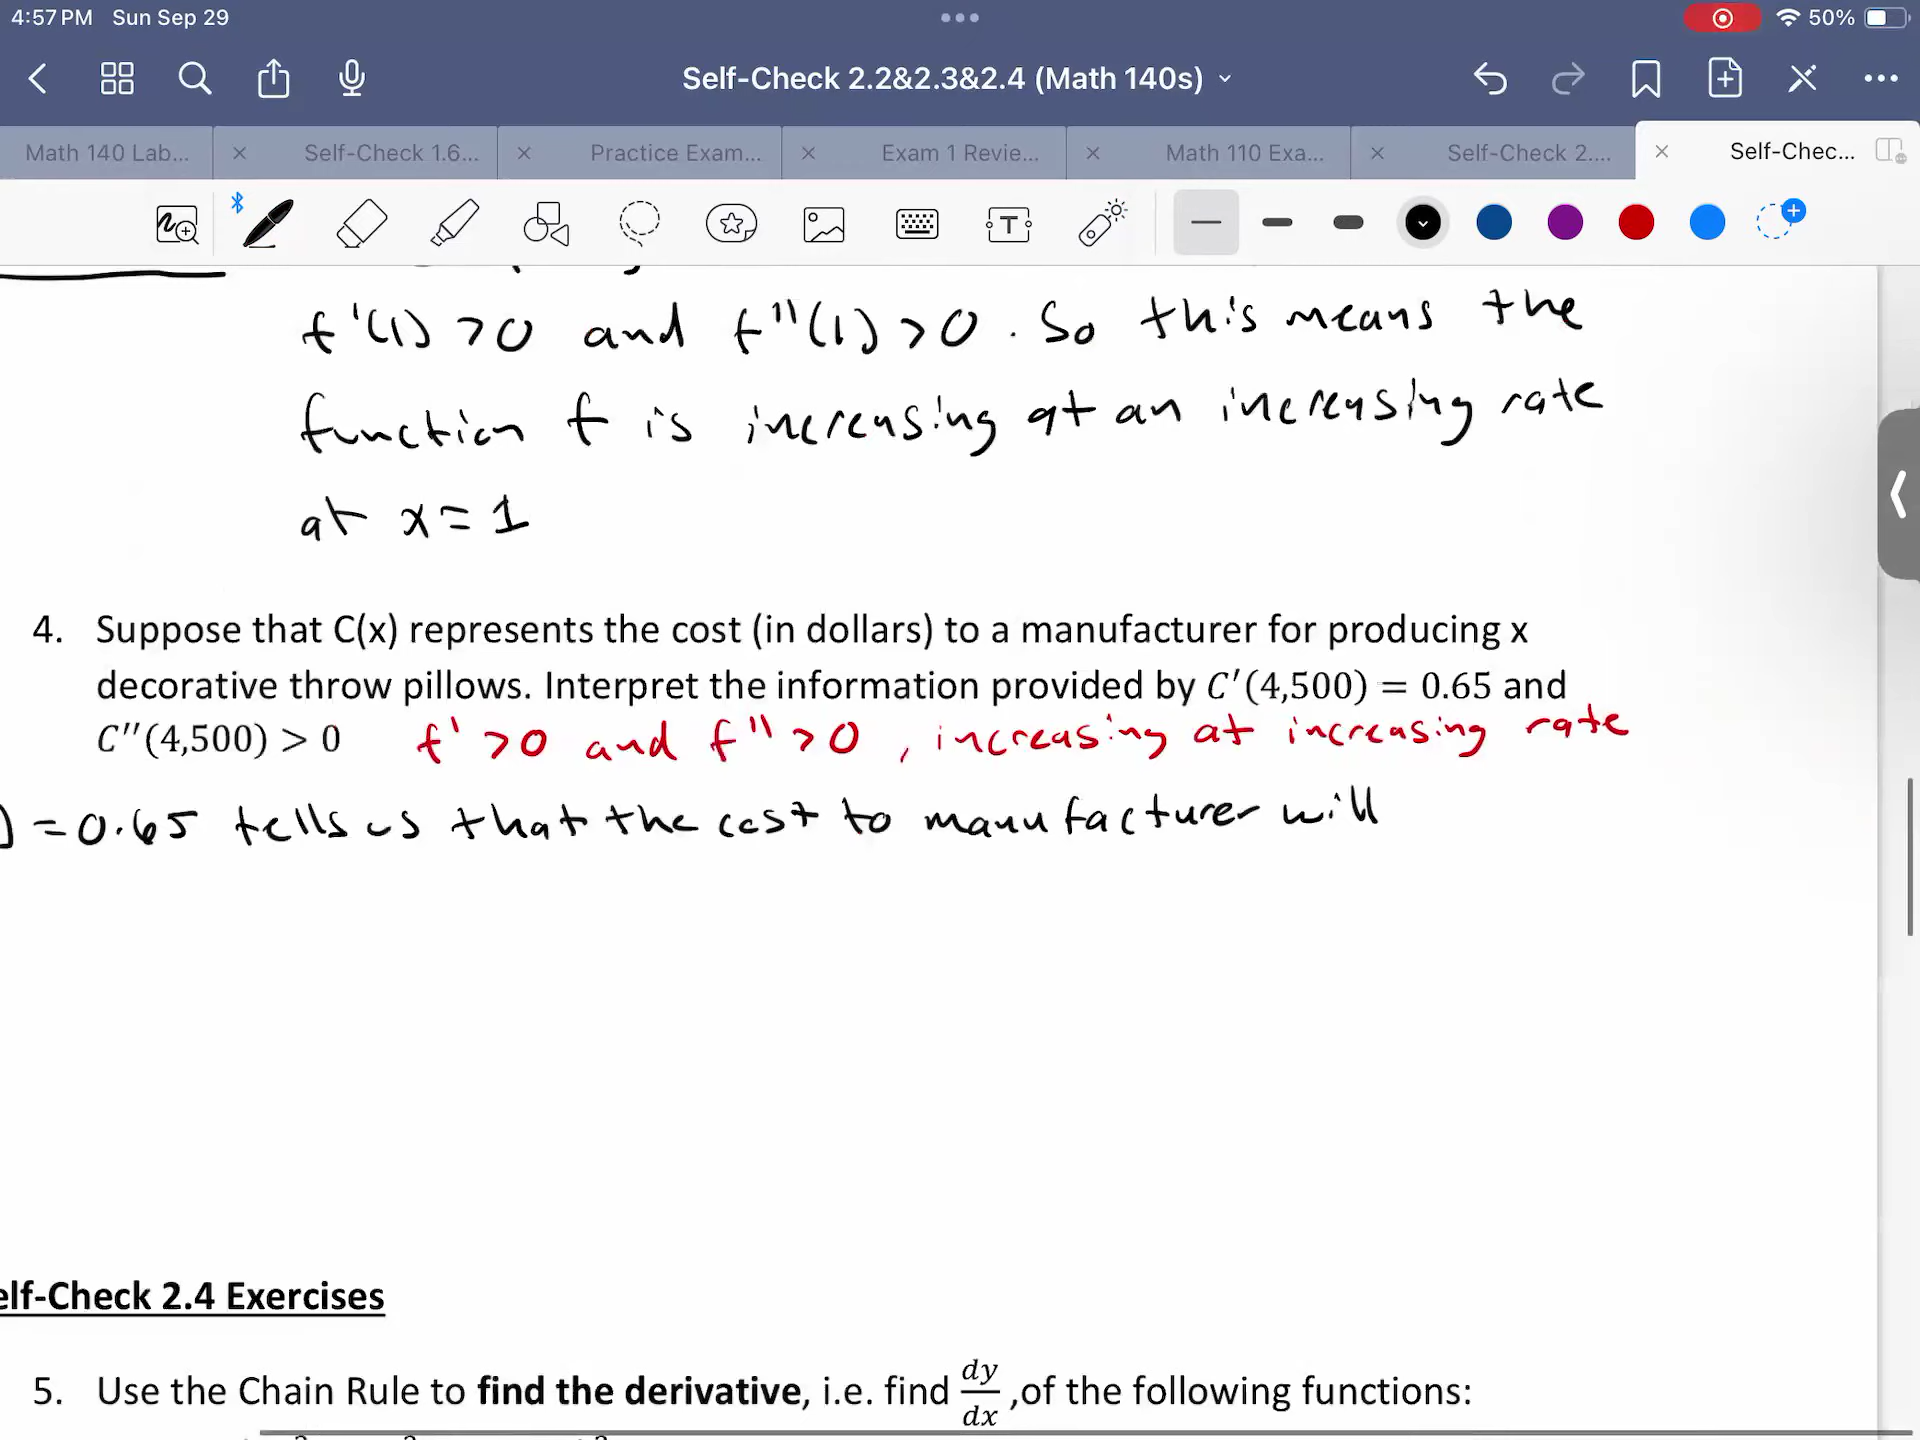 4:57 PM Sun Sep 29
50%
Self-Check 2.2&2.3&2.4 (Math 140s)
Math 140 Lab...
Self-Check 1.6...
Practice Exam...
Exam 1 Revie...
Math 110 Exa...
Self-Check 2....
Self-Chec...
f'(1) >0 and f''(1) >0 . So this means the
function f is increasing at an increasing rate
at x = 1
4. Suppose that C(x) represents the cost (in dollars) to a manufacturer for producing x
decorative throw pillows. Interpret the information provided by C′(4,500) = 0.65 and
C′′(4,500) > 0 f' >0 and f'' >0 , increasing at increasing rate
) = 0.65 tells us that the cost to manufacturer will
elf-Check 2.4 Exercises
5. Use the Chain Rule to find the derivative, i.e. find dy/dx ,of the following functions: